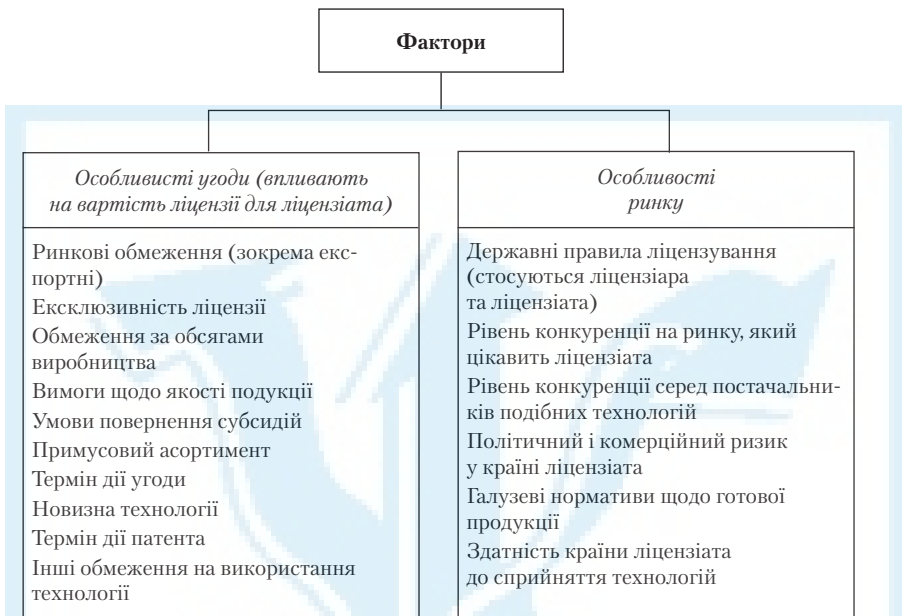 Фактори
Особливисті угоди (впливають
на вартість ліцензії для ліцензіата)
Ринкові обмеження (зокрема екс-
портні)
Ексклюзивність ліцензії
Обмеження за обсягами
виробництва
Вимоги щодо якості подукції
Умови повернення субсидій
Примусовий асортимент
Термін дії угоди
Новизна технології
Термін дії патента
Інші обмеження на використання
технології
Особливості
ринку
Державні правила ліцензування
(стосуються ліцензіара
та ліцензіата)
Рівень конкуренції на ринку, який
цікавить ліцензіата
Рівень конкуренції серед постачальни-
ків подібних технологій
Політичний і комерційний ризик
у країні ліцензіата
Галузеві нормативи щодо готової
продукції
Здатність країни ліцензіата
до сприйняття технологій